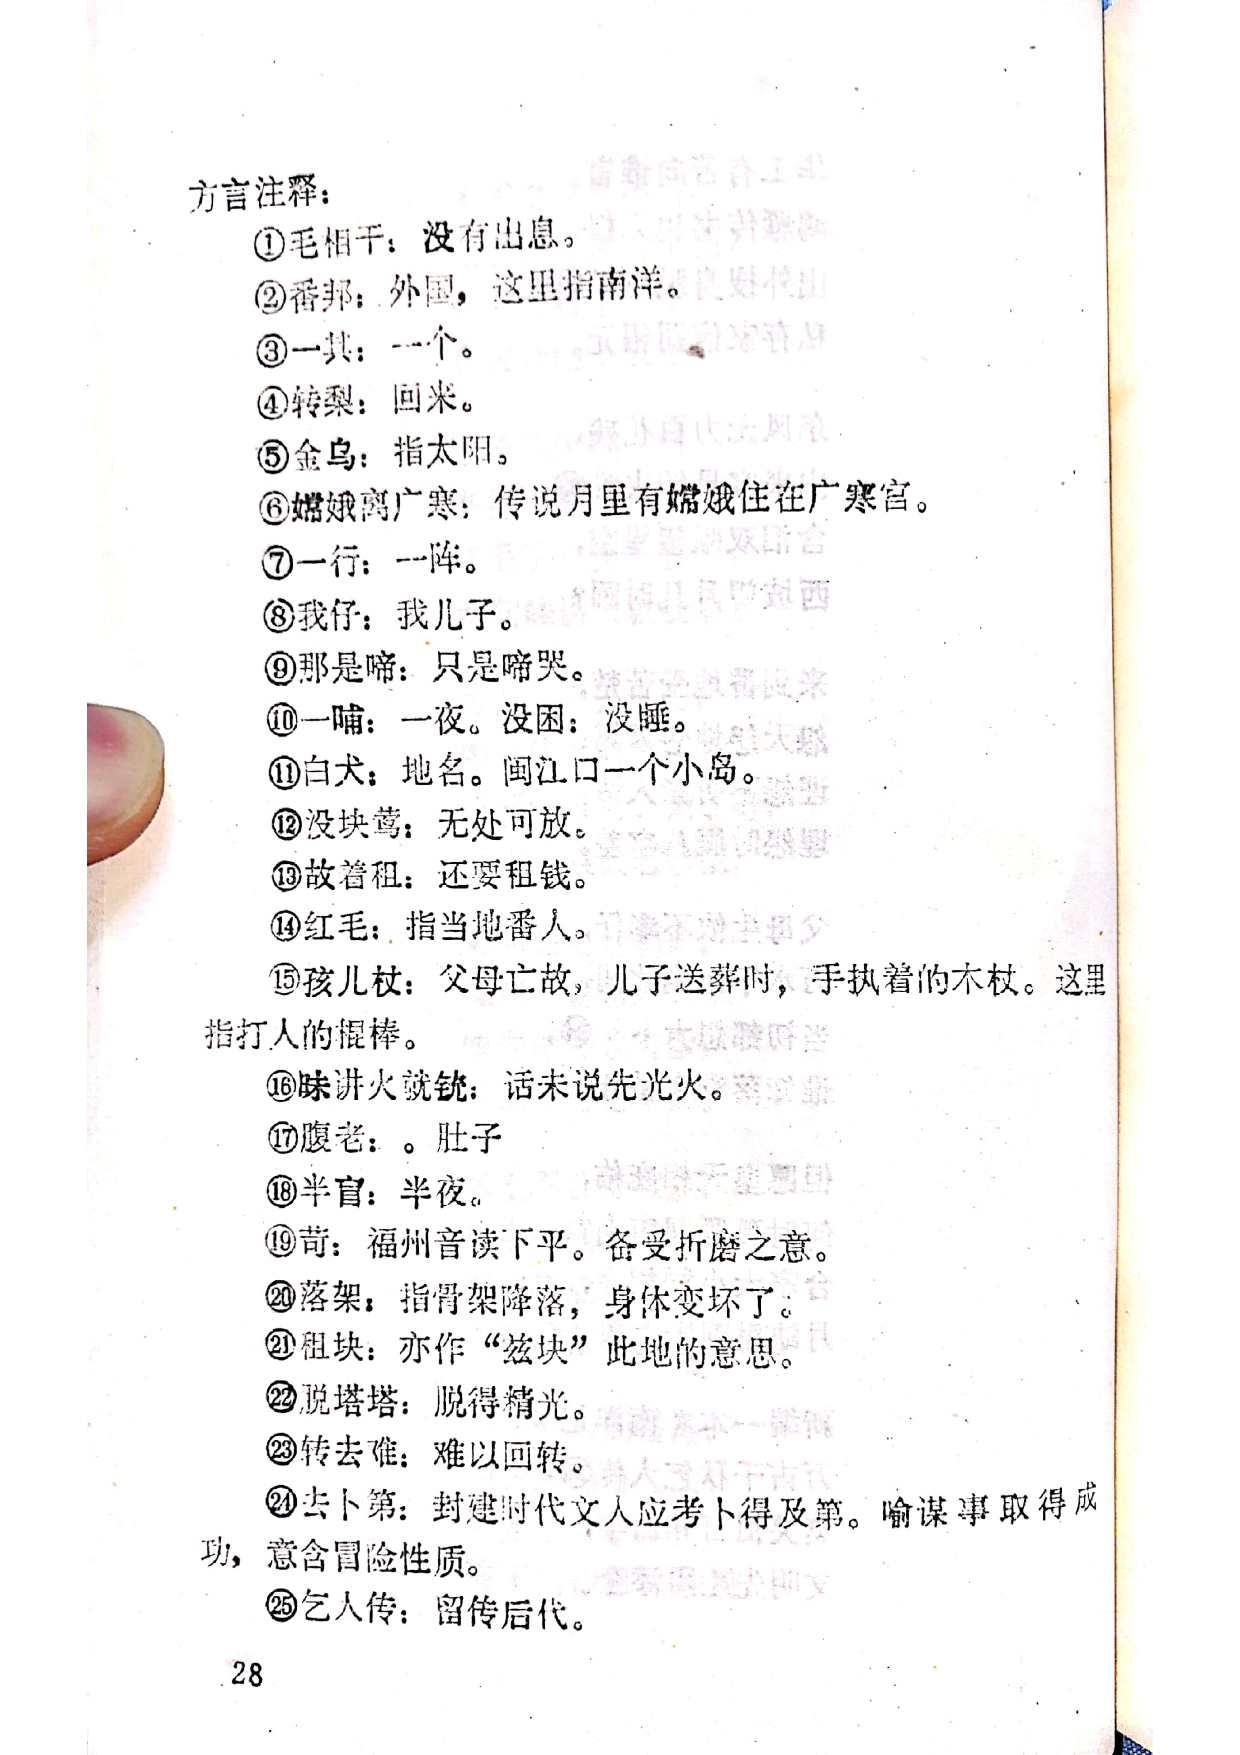 方言注释：
①毛相干：没有出息。
②番邦：外国，这里指南洋。
③一其：一个。
④转梨：回来。
⑤金乌：指太阳。
⑥嫦娥离广寒：传说月里有嫦娥住在广寒宫。
⑦一行：一阵。
⑧我仔：我儿子。
⑨那是啼：只是啼哭。
⑩一哺：一夜。没困：没睡。
⑪白犬：地名。闽江口一个小岛。
⑫没块莺：无处可放。
⑬故着租：还要租钱。
⑭红毛：指当地番人。
⑮孩儿杖：父母亡故，儿子送葬时，手执着的木杖。这里
指打人的棍棒。
⑯昧讲火就铳：话未说先光火。
⑰腹老：。肚子
⑱半盲：半夜。
⑲苛：福州音读下平。备受折磨之意。
⑳落架：指骨架降落，身体变坏了。
㉑租块：亦作“兹块”此地的意思。
㉒脱塔塔：脱得精光。
㉓转去难：难以回转。
㉔去卜第：封建时代文人应考卜得及第。喻谋事取得成
功，意含冒险性质。
㉕乞人传：留传后代。
28